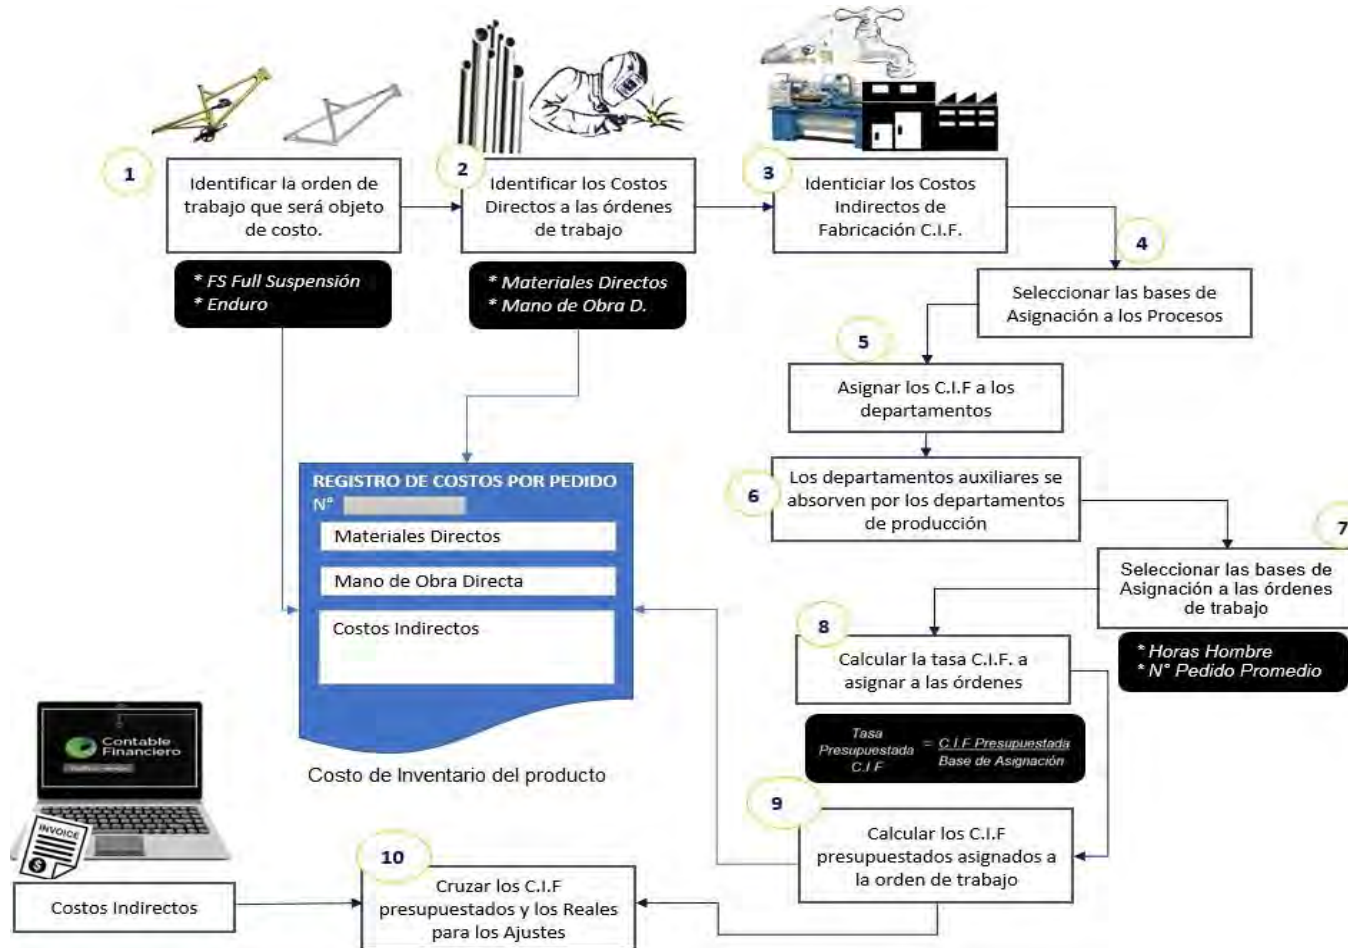 1
Identificar la orden de
trabajo que será objeto
de costo.
* FS Full Suspensión
* Enduro
2
Identificar los Costos
Directos a las órdenes
de trabajo
* Materiales Directos
* Mano de Obra D.
3
Identiciar los Costos
Indirectos de
Fabricación C.I.F.
4
Seleccionar las bases de
Asignación a los Procesos
5
Asignar los C.I.F a los
departamentos
6
Los departamentos auxiliares se
absorven por los departamentos
de producción
7
Seleccionar las bases de
Asignación a las órdenes
de trabajo
* Horas Hombre
* N° Pedido Promedio
8
Calcular la tasa C.I.F. a
asignar a las órdenes
Tasa
Presupuestada
C.I.F
=
C.I.F Presupuestada
Base de Asignación
9
Calcular los C.I.F
presupuestados asignados a
la orden de trabajo
REGISTRO DE COSTOS POR PEDIDO
N°
Materiales Directos
Mano de Obra Directa
Costos Indirectos
Costo de Inventario del producto
Contable
Financiero
INVOICE
$
Costos Indirectos
10
Cruzar los C.I.F
presupuestados y los Reales
para los Ajustes